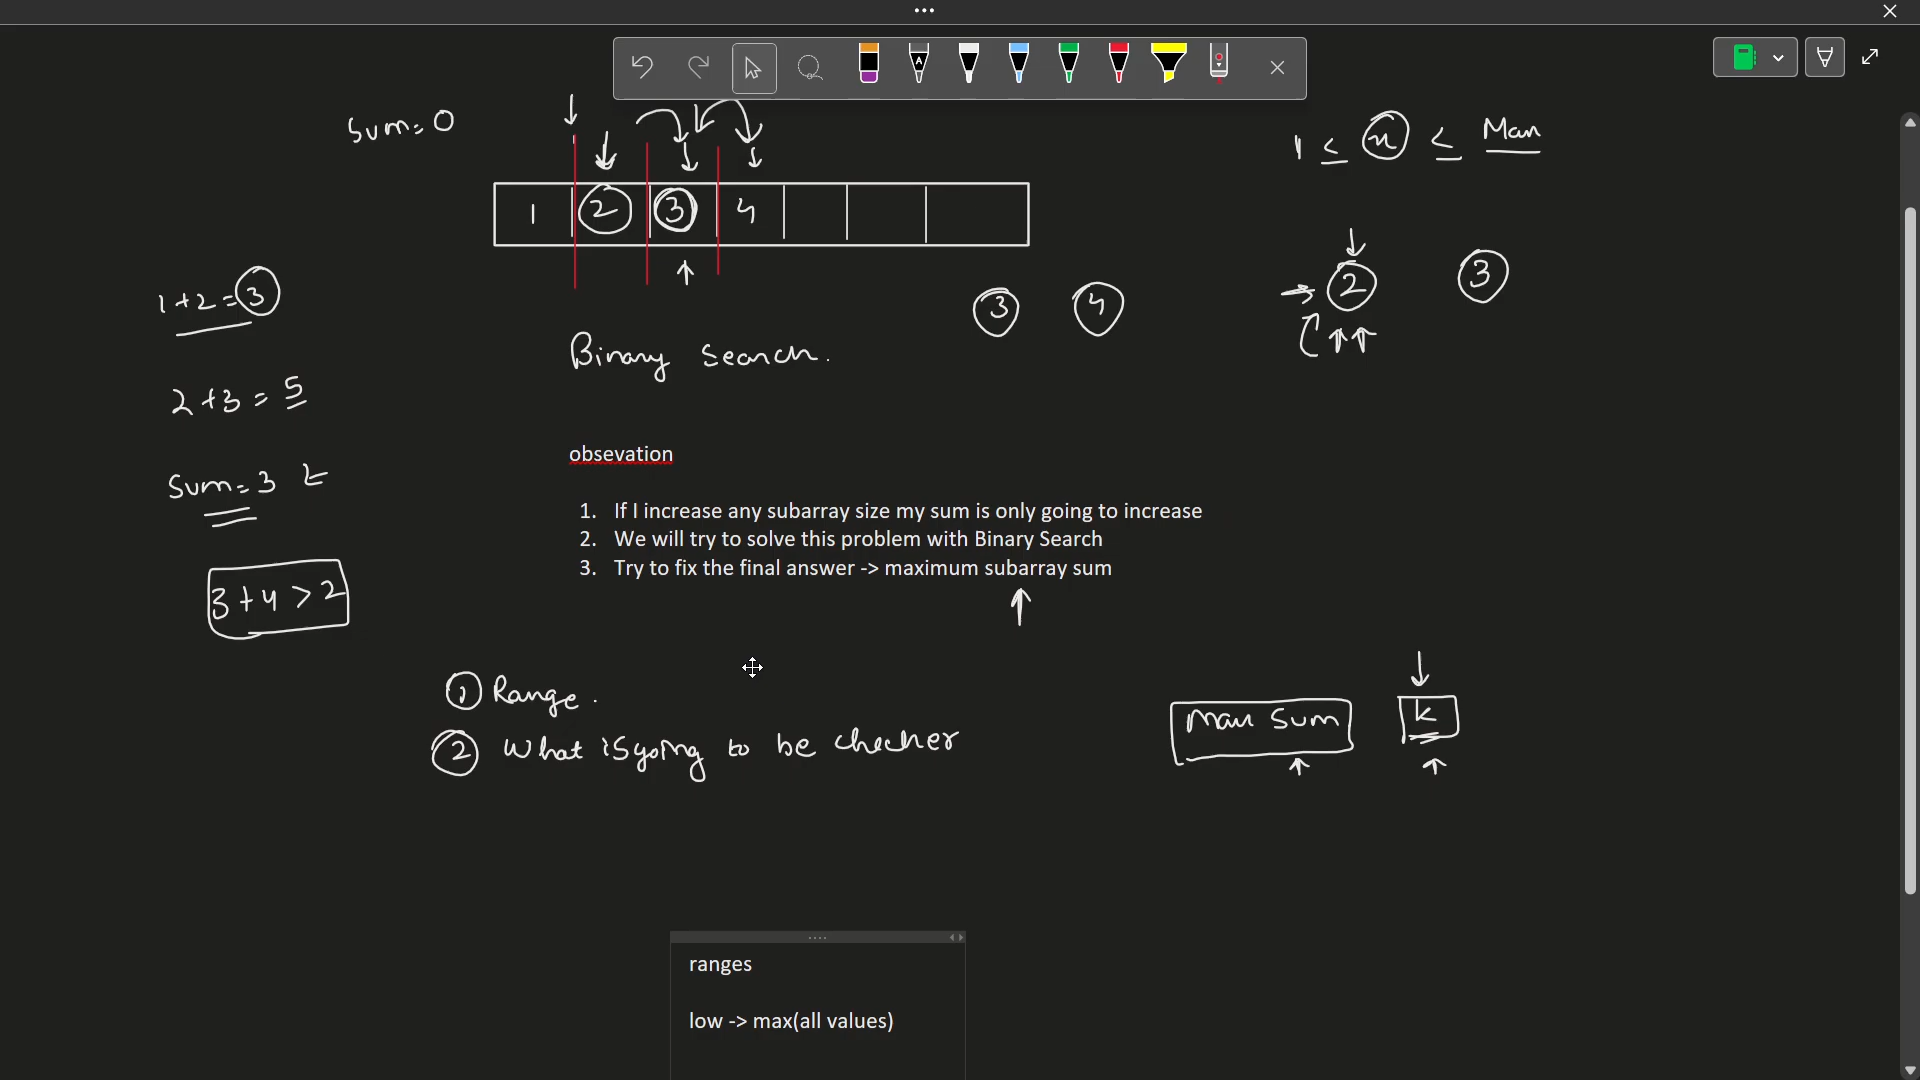 Sum = 0
1 ≤ x ≤ Max
1 2 3 4
2 3
1 + 2 = 3
3 4
Binary Search.
2 + 3 = 5
obsevation
Sum = 3
1. If I increase any subarray size my sum is only going to increase
2. We will try to solve this problem with Binary Search
3. Try to fix the final answer -> maximum subarray sum
3 + 4 > 2
1 Range.
Max Sum k
2 What is going to be checker
ranges
low -> max(all values)